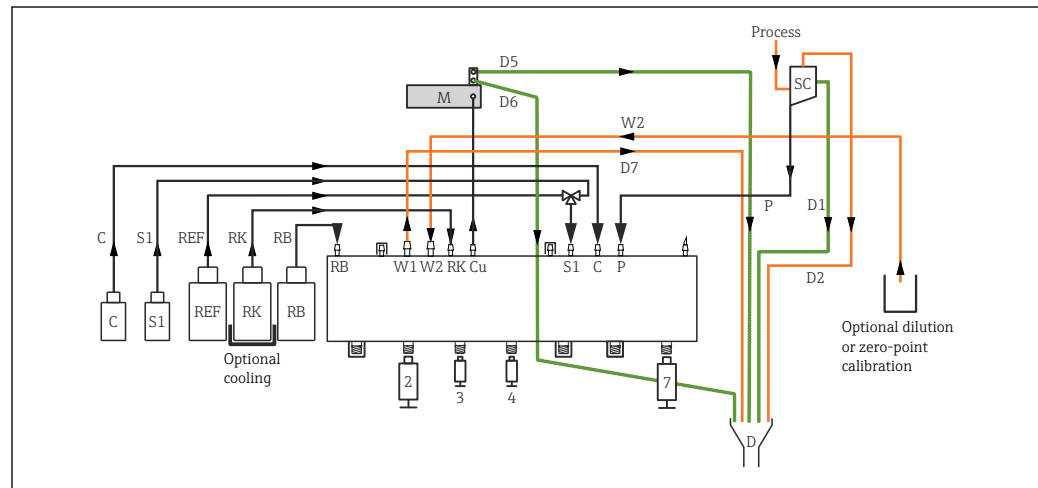 Process
D5
SC
M
D6
W2
D7
P
D1
C
S1
REF
RK
RB
RB
W1
W2
RK
Cu
S1
C
P
D2
C
S1
REF
RK
RB
Optional
cooling
Optional dilution
or zero-point
calibration
2
3
4
7
D